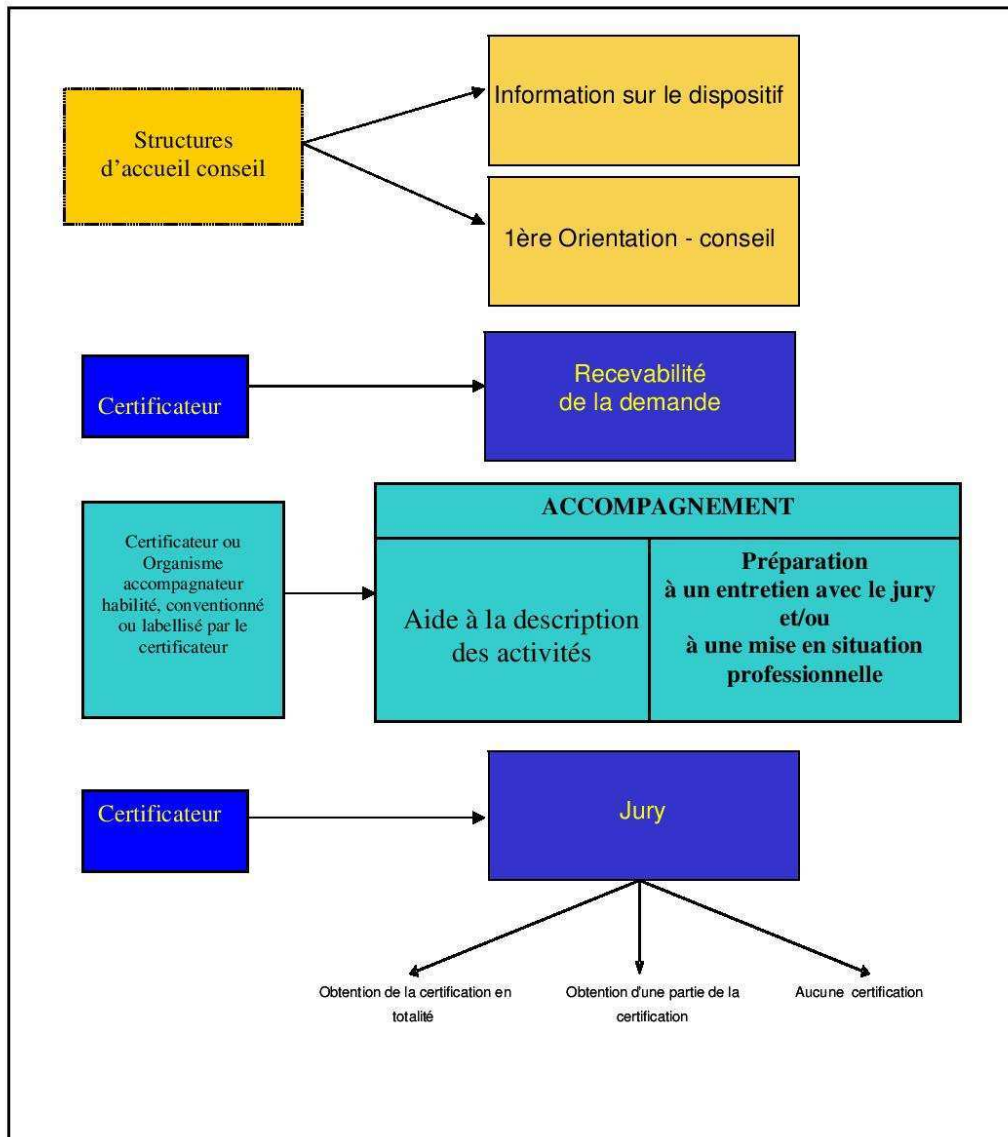 Structures
d'accueil conseil
Information sur le dispositif
1ère Orientation - conseil
Certificateur
Recevabilité
de la demande
Certificateur ou
Organisme
accompagnateur
habilité, conventionné
ou labellisé par le
certificateur
ACCOMPAGNEMENT
Aide à la description
des activités
Préparation
à un entretien avec le jury
et/ou
à une mise en situation
professionnelle
Certificateur
Jury
Obtention de la certification en
totalité
Obtention d'une partie de la
certification
Aucune certification